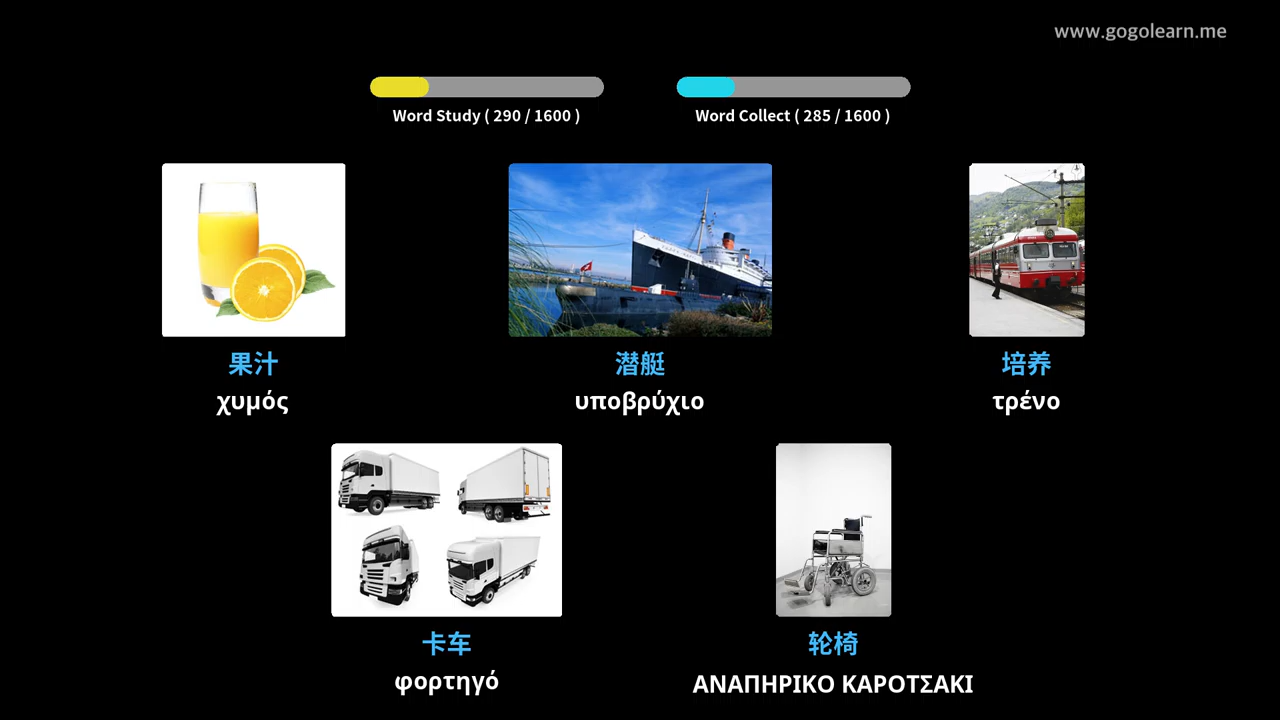 www.gogolearn.me
Word Study ( 290 / 1600 )
Word Collect ( 285 / 1600 )
果汁
χυμός
潜艇
υποβρύχιο
培养
τρένο
卡车
φορτηγό
轮椅
ΑΝΑΠΗΡΙΚΟ ΚΑΡΟΤΣΑΚΙ